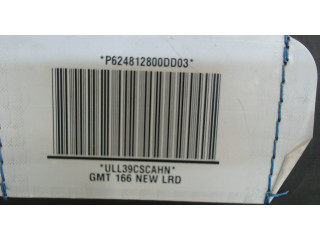 *P624812800DD03*
*ULL39CSCAHN*
GMT 166 NEW LRD